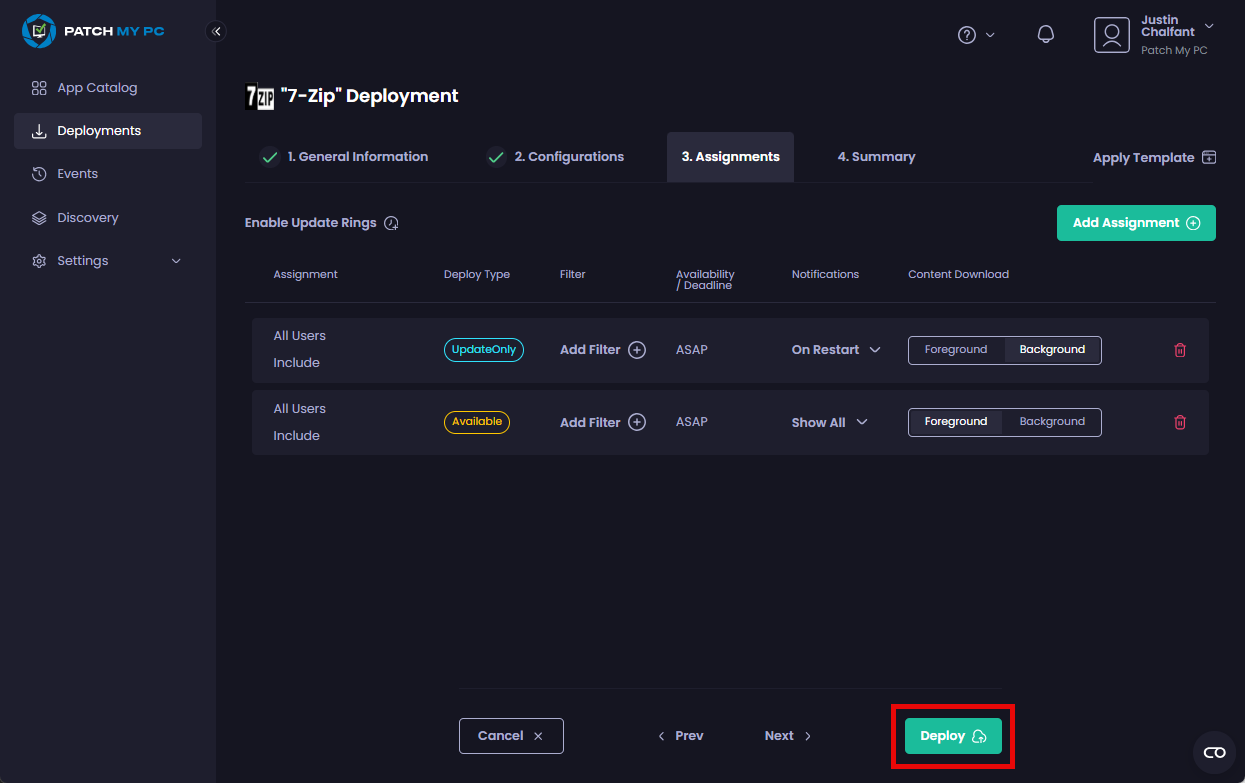 PATCH MY PC
App Catalog
Deployments
Events
Discovery
Settings
Justin
Chalfant
Patch My PC
7ZIP "7-Zip" Deployment
1. General Information
2. Configurations
3. Assignments
4. Summary
Apply Template
Enable Update Rings
Add Assignment
Assignment
Deploy Type
Filter
Availability
/ Deadline
Notifications
Content Download
All Users
Include
UpdateOnly
Add Filter
ASAP
On Restart
Foreground
Background
All Users
Include
Available
Add Filter
ASAP
Show All
Foreground
Background
Cancel
Prev
Next
Deploy